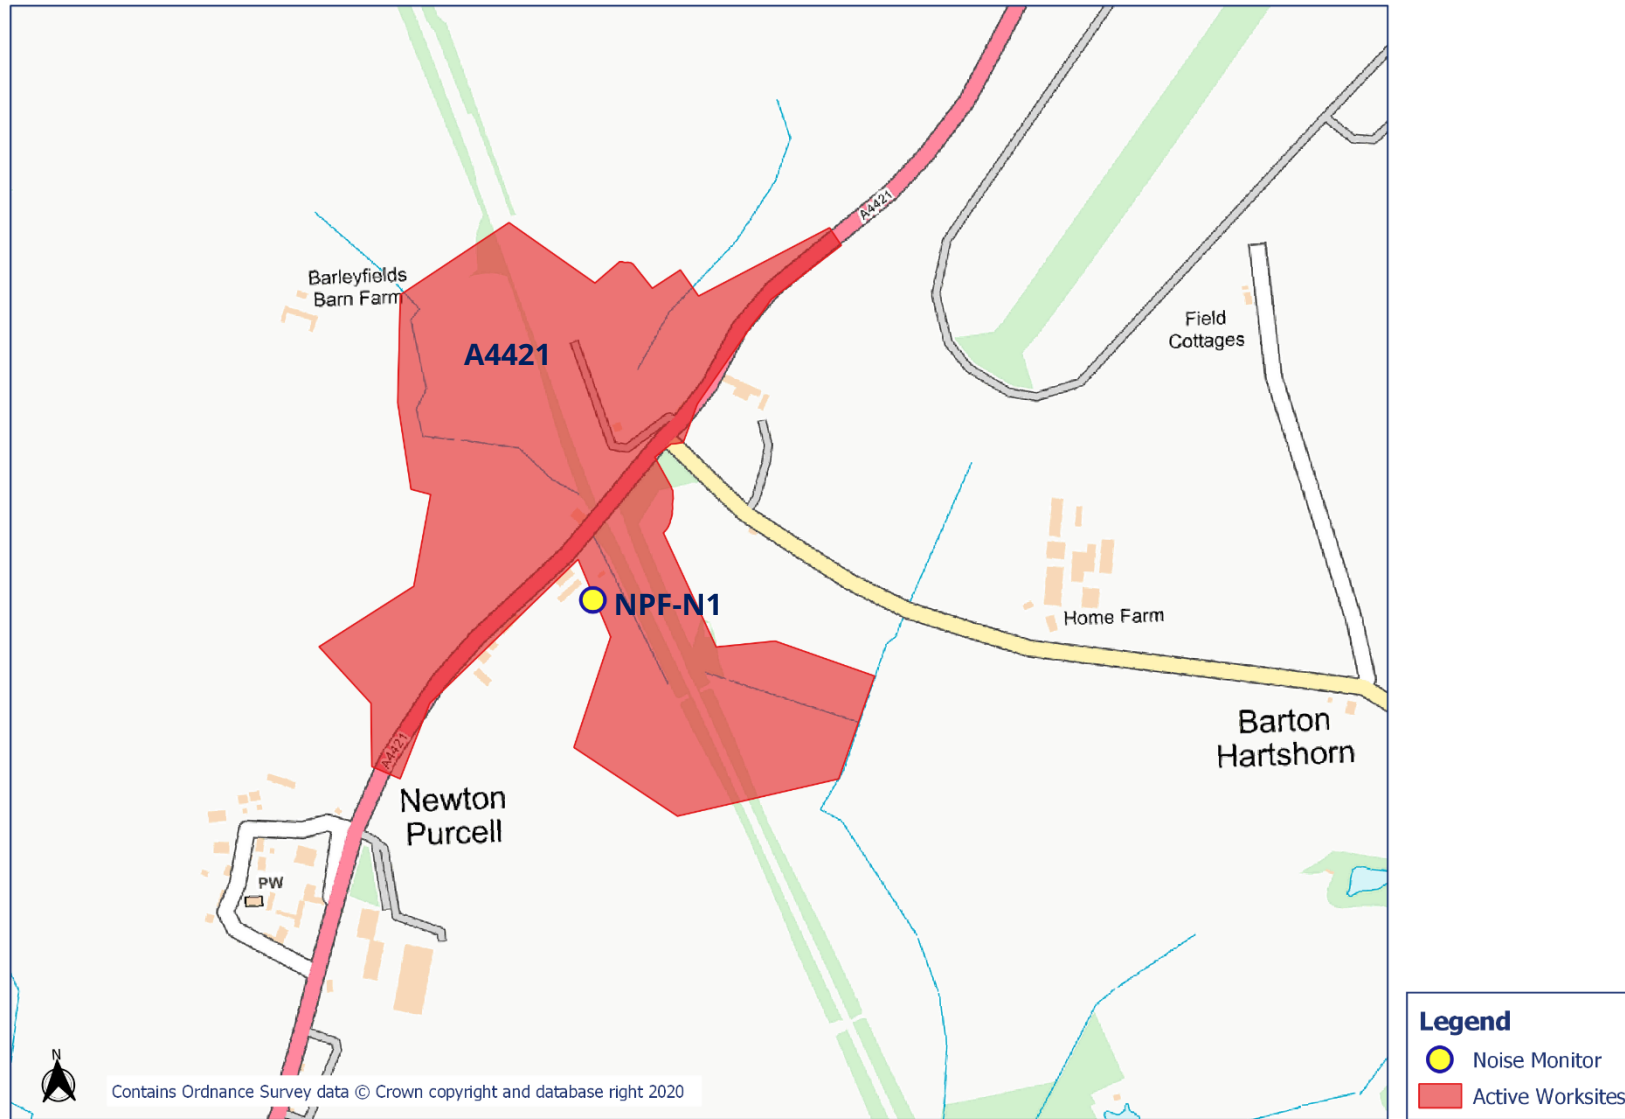 A4421
Barleyfields
Barn Farm
A4421
Field
Cottages
NPF-N1
Home Farm
A4421
Barton
Hartshorn
Newton
Purcell
PW
N
Contains Ordnance Survey data © Crown copyright and database right 2020
Legend
Noise Monitor
Active Worksites